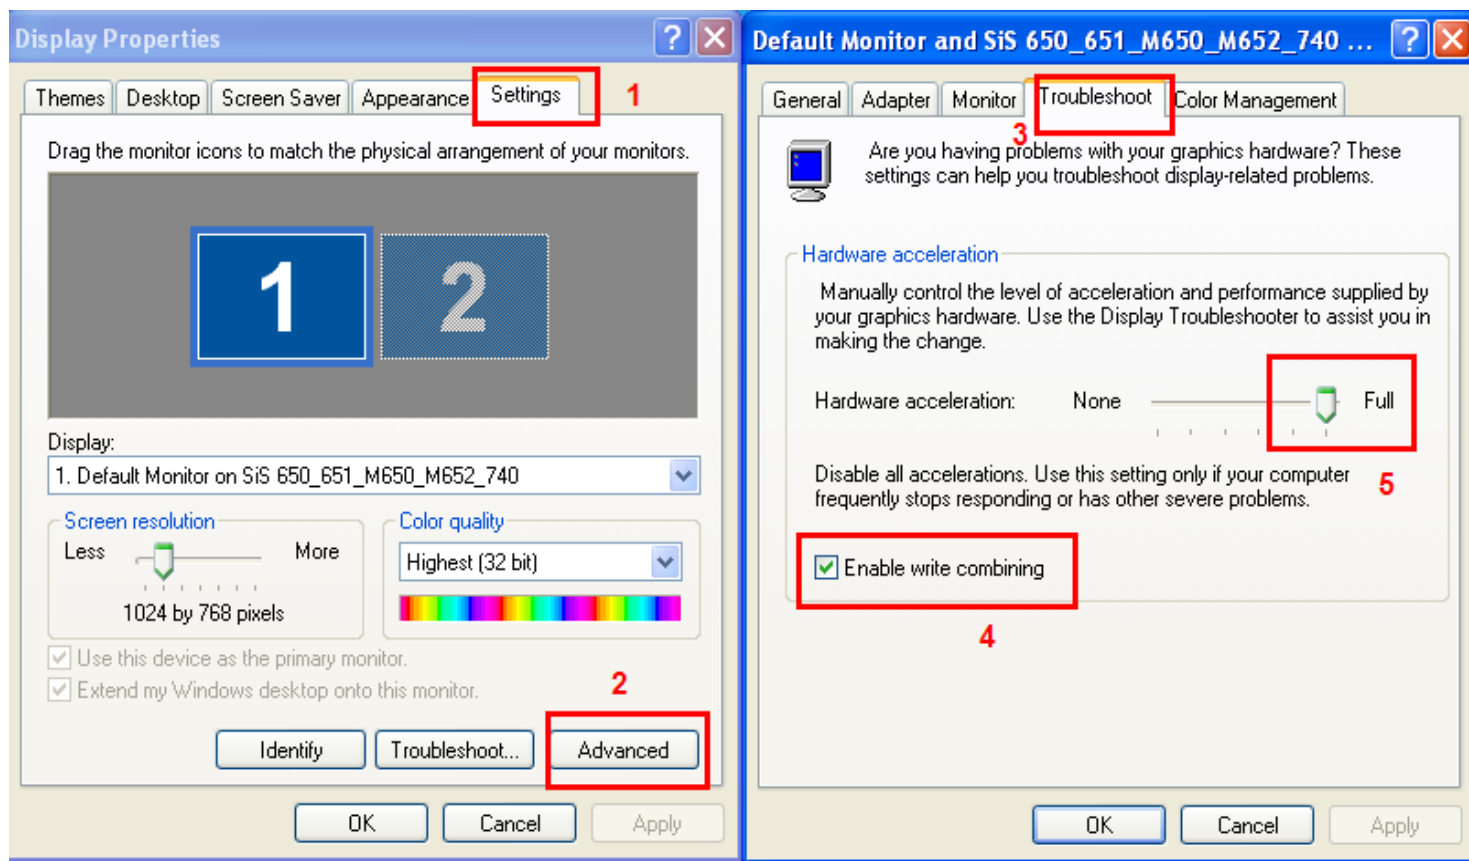 Display Properties
Themes Desktop Screen Saver Appearance Settings 1
Drag the monitor icons to match the physical arrangement of your monitors.
1 2
Display:
1. Default Monitor on SiS 650_651_M650_M652_740
Screen resolution
Less More
1024 by 768 pixels
Color quality
Highest (32 bit)
Use this device as the primary monitor.
Extend my Windows desktop onto this monitor.
2
Identify Troubleshoot... Advanced
OK Cancel Apply
Default Monitor and SiS 650_651_M650_M652_740 ...
General Adapter Monitor Troubleshoot Color Management
3
Are you having problems with your graphics hardware? These
settings can help you troubleshoot display-related problems.
Hardware acceleration
Manually control the level of acceleration and performance supplied by
your graphics hardware. Use the Display Troubleshooter to assist you in
making the change.
Hardware acceleration: None Full
5
Disable all accelerations. Use this setting only if your computer
frequently stops responding or has other severe problems.
Enable write combining
4
OK Cancel Apply